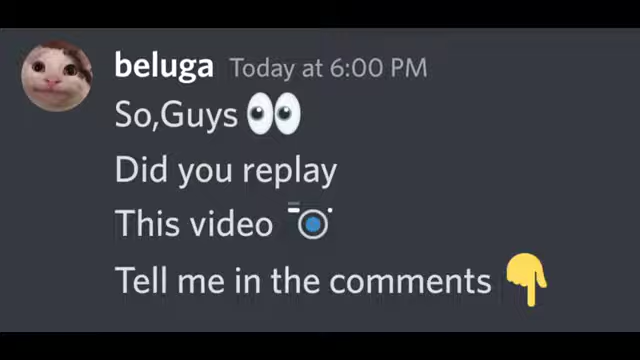 beluga Today at 6:00 PM
So,Guys 👀
Did you replay
This video 📷
Tell me in the comments 👇